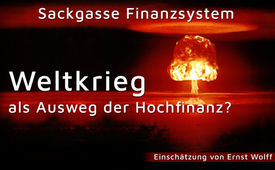 Sackgasse Finanzsystem
Weltkrieg
als Ausweg der Hochfinanz?
Einschätzung von Ernst Wolff